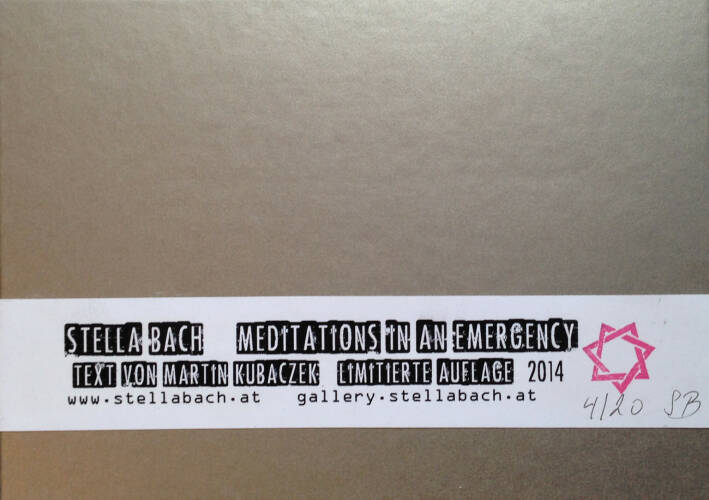 STELLA BACH MEDITATIONS IN AN EMERGENCY
TEXT VON MARTIN KUBACZEK LIMITIERTE AUFLAGE 2014
www.stellabach.at gallery.stellabach.at
4/20 SB